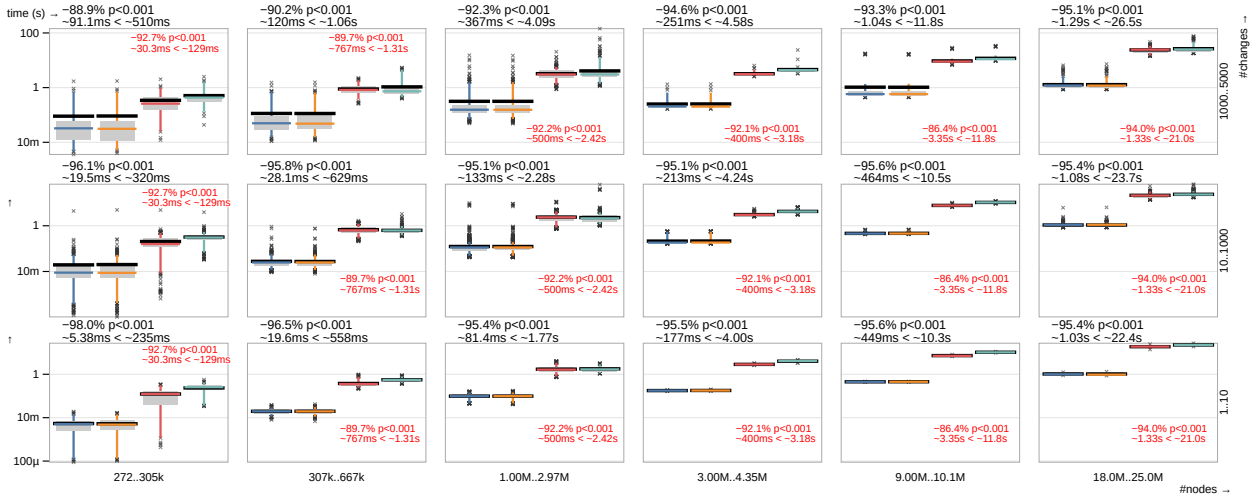 time (s) → −88.9% p<0.001 −90.2% p<0.001 −92.3% p<0.001 −94.6% p<0.001 −93.3% p<0.001 −95.1% p<0.001
~91.1ms < ~510ms ~120ms < ~1.06s ~367ms < ~4.09s ~251ms < ~4.58s ~1.04s < ~11.8s ~1.29s < ~26.5s
# changes →
100
−92.7% p<0.001 −89.7% p<0.001
~30.3ms < ~129ms ~767ms < ~1.31s
1
1000..5000
−92.2% p<0.001 −92.1% p<0.001 −86.4% p<0.001 −94.0% p<0.001
~500ms < ~2.42s ~400ms < ~3.18s ~3.35s < ~11.8s ~1.33s < ~21.0s
10m
−96.1% p<0.001 −95.8% p<0.001 −95.1% p<0.001 −95.1% p<0.001 −95.6% p<0.001 −95.4% p<0.001
~19.5ms < ~320ms ~28.1ms < ~629ms ~133ms < ~2.28s ~213ms < ~4.24s ~464ms < ~10.5s ~1.08s < ~23.7s
−92.7% p<0.001
↑ ~30.3ms < ~129ms
1
10..1000
10m
−89.7% p<0.001 −92.2% p<0.001 −92.1% p<0.001 −86.4% p<0.001 −94.0% p<0.001
~767ms < ~1.31s ~500ms < ~2.42s ~400ms < ~3.18s ~3.35s < ~11.8s ~1.33s < ~21.0s
−98.0% p<0.001 −96.5% p<0.001 −95.4% p<0.001 −95.5% p<0.001 −95.6% p<0.001 −95.4% p<0.001
↑ ~5.38ms < ~235ms ~19.6ms < ~558ms ~81.4ms < ~1.77s ~177ms < ~4.00s ~449ms < ~10.3s ~1.03s < ~22.4s
−92.7% p<0.001
~30.3ms < ~129ms
1
1..10
10m
−89.7% p<0.001 −92.2% p<0.001 −92.1% p<0.001 −86.4% p<0.001 −94.0% p<0.001
~767ms < ~1.31s ~500ms < ~2.42s ~400ms < ~3.18s ~3.35s < ~11.8s ~1.33s < ~21.0s
100µ
272..305k 307k..667k 1.00M..2.97M 3.00M..4.35M 9.00M..10.1M 18.0M..25.0M
#nodes →